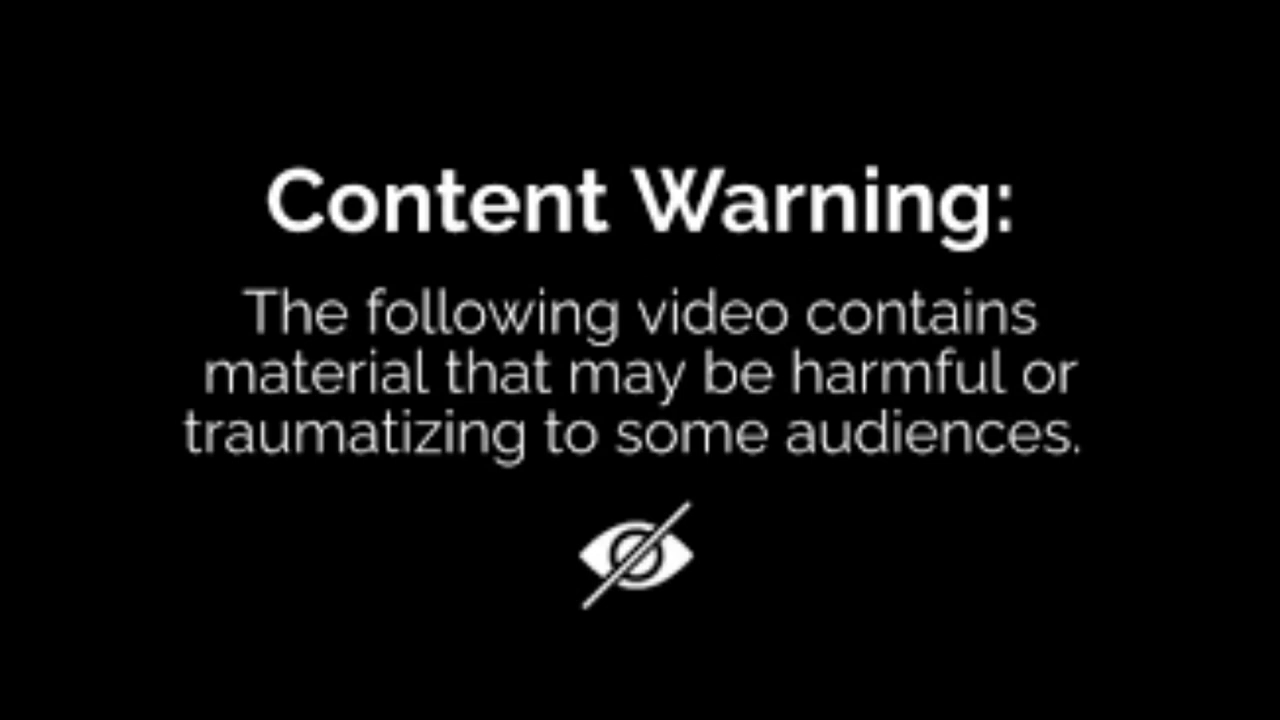 Content Warning:
The following video contains
material that may be harmful or
traumatizing to some audiences.